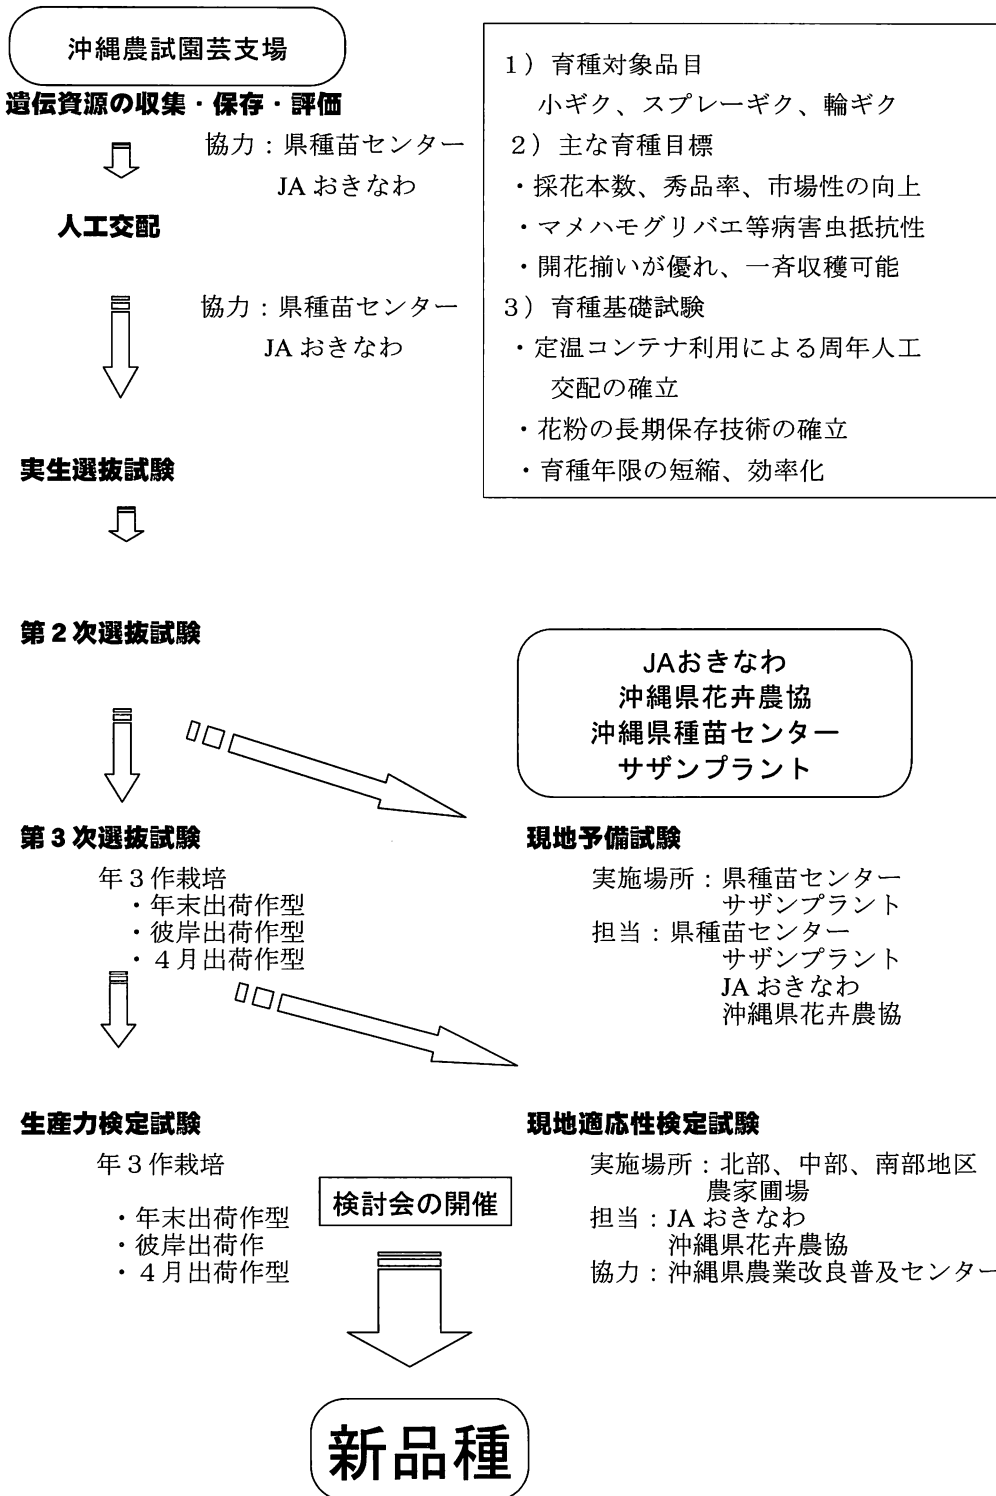 沖縄農試園芸支場
遺伝資源の収集・保存・評価
協力：県種苗センター
JA おきなわ
人工交配
協力：県種苗センター
JA おきなわ
実生選抜試験
第２次選抜試験
第３次選抜試験
年３作栽培
・年末出荷作型
・彼岸出荷作型
・４月出荷作型
生産力検定試験
年３作栽培
・年末出荷作型
・彼岸出荷作
・４月出荷作型
１）育種対象品目
小ギク、スプレーギク、輪ギク
２）主な育種目標
・採花本数、秀品率、市場性の向上
・マメハモグリバエ等病害虫抵抗性
・開花揃いが優れ、一斉収穫可能
３）育種基礎試験
・定温コンテナ利用による周年人工
交配の確立
・花粉の長期保存技術の確立
・育種年限の短縮、効率化
JAおきなわ
沖縄県花卉農協
沖縄県種苗センター
サザンプラント
現地予備試験
実施場所：県種苗センター
サザンプラント
担当：県種苗センター
サザンプラント
JA おきなわ
沖縄県花卉農協
現地適応性検定試験
実施場所：北部、中部、南部地区
農家圃場
担当：JA おきなわ
沖縄県花卉農協
協力：沖縄県農業改良普及センター
検討会の開催
新品種